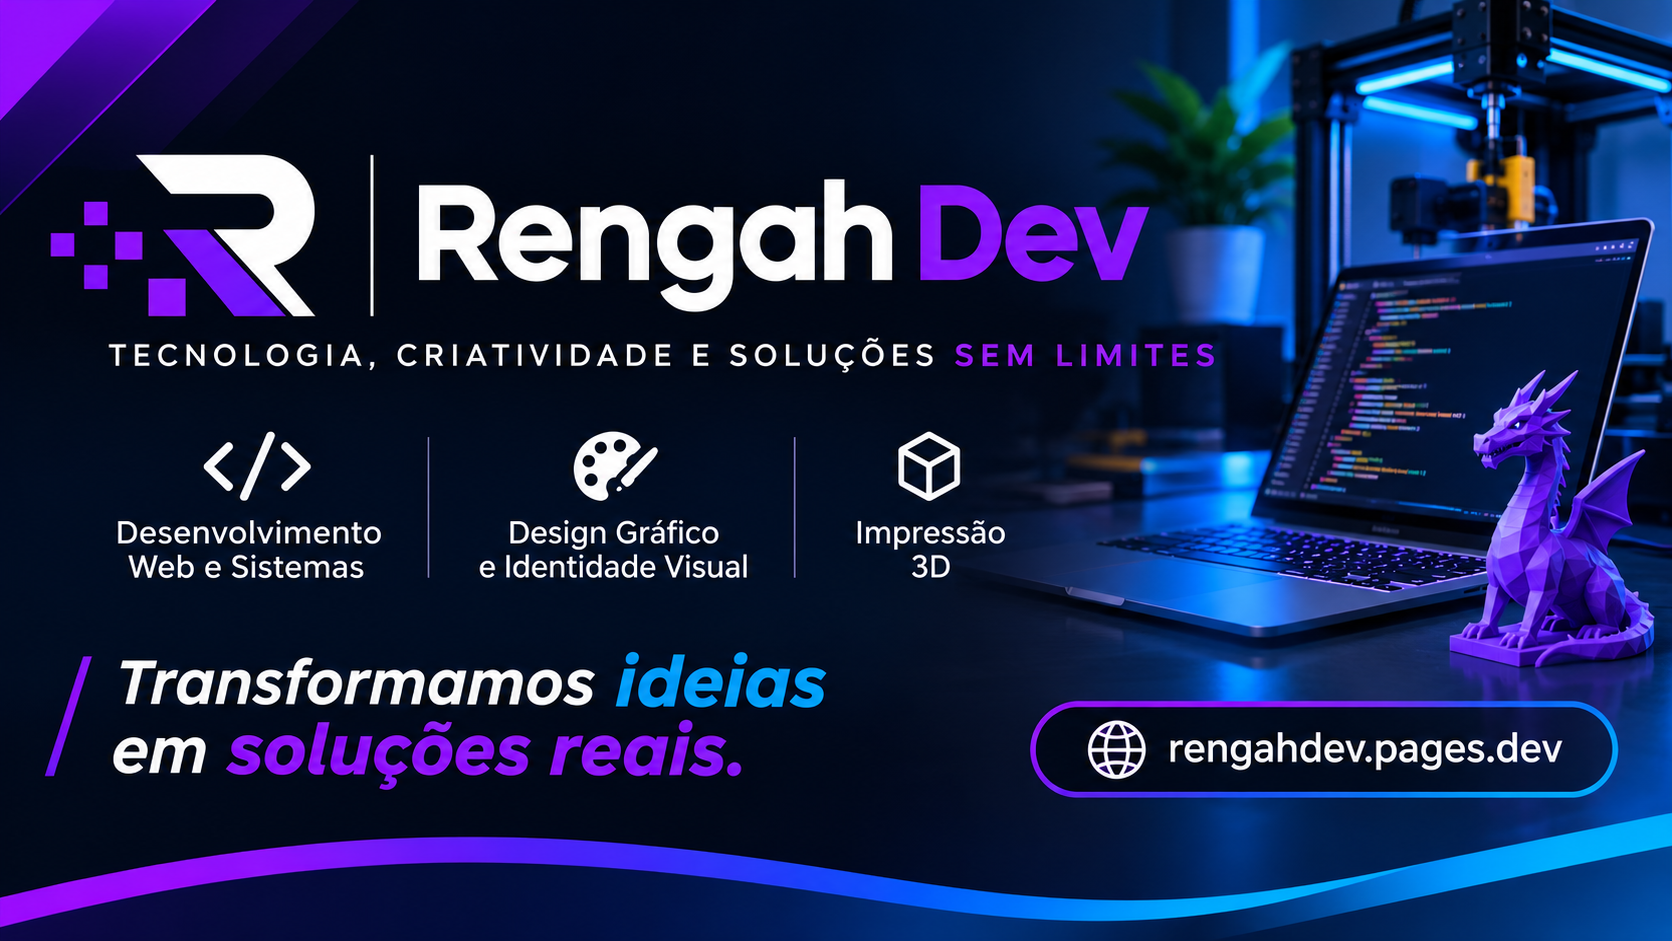 Rengah Dev
TECNOLOGIA, CRIATIVIDADE E SOLUÇÕES SEM LIMITES
Desenvolvimento
Web e Sistemas
Design Gráfico
e Identidade Visual
Impressão
3D
Transformamos ideias
em soluções reais.
rengahdev.pages.dev